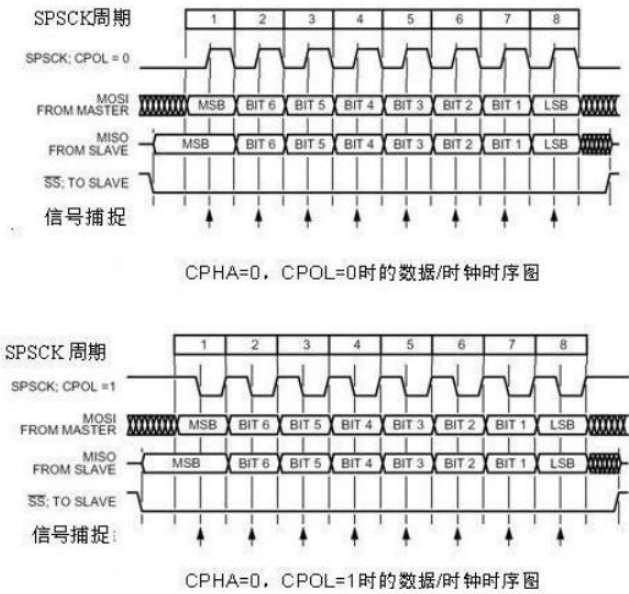 SPSCK周期
1 2 3 4 5 6 7 8
SPSCK; CPOL = 0
MOSI
FROM MASTER
MSB BIT 6 BIT 5 BIT 4 BIT 3 BIT 2 BIT 1 LSB
MISO
FROM SLAVE
MSB BIT 6 BIT 5 BIT 4 BIT 3 BIT 2 BIT 1 LSB
SS; TO SLAVE
信号捕捉
CPHA=0，CPOL=0时的数据/时钟时序图
SPSCK 周期
1 2 3 4 5 6 7 8
SPSCK; CPOL =1
MOSI
FROM MASTER
MSB BIT 6 BIT 5 BIT 4 BIT 3 BIT 2 BIT 1 LSB
MISO
FROM SLAVE
MSB BIT 6 BIT 5 BIT 4 BIT 3 BIT 2 BIT 1 LSB
SS; TO SLAVE
信号捕捉:
CPHA=0，CPOL=1时的数据/时钟时序图